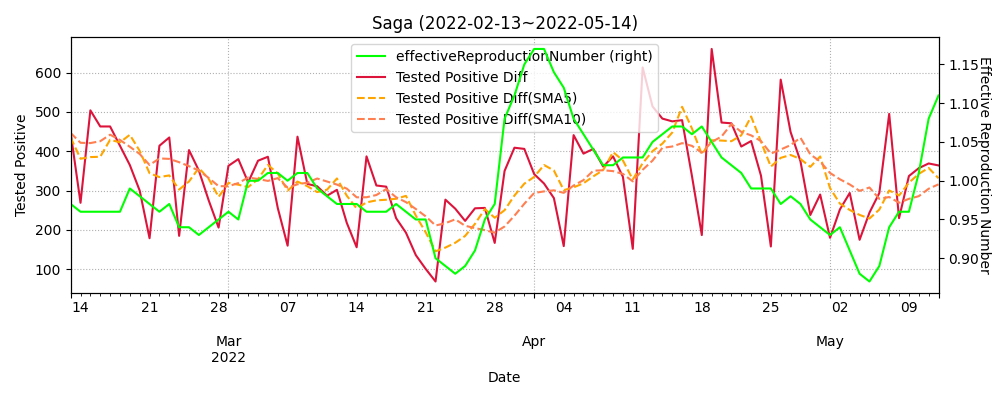 Saga (2022-02-13~2022-05-14)
effectiveReproductionNumber (right)
Tested Positive Diff
Tested Positive Diff(SMA5)
Tested Positive Diff(SMA10)
Tested Positive
600
500
400
300
200
100
1.15
1.10
1.05
1.00
0.95
0.90
Effective Reproduction Number
14 21 28 07 14 21 28 04 11 18 25 02 09
Mar Apr May
2022
Date